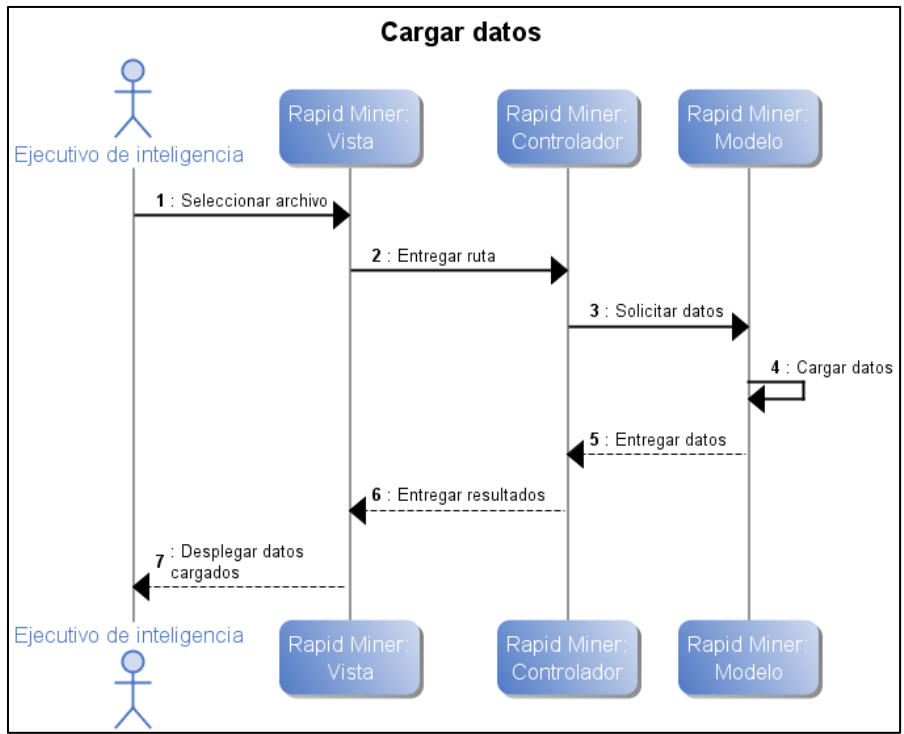 Cargar datos
Ejecutivo de inteligencia
Rapid Miner:
Vista
Rapid Miner:
Controlador
Rapid Miner:
Modelo
1 : Seleccionar archivo
2 : Entregar ruta
3 : Solicitar datos
4 : Cargar datos
5 : Entregar datos
6 : Entregar resultados
7 : Desplegar datos
cargados
Ejecutivo de inteligencia
Rapid Miner:
Vista
Rapid Miner:
Controlador
Rapid Miner:
Modelo